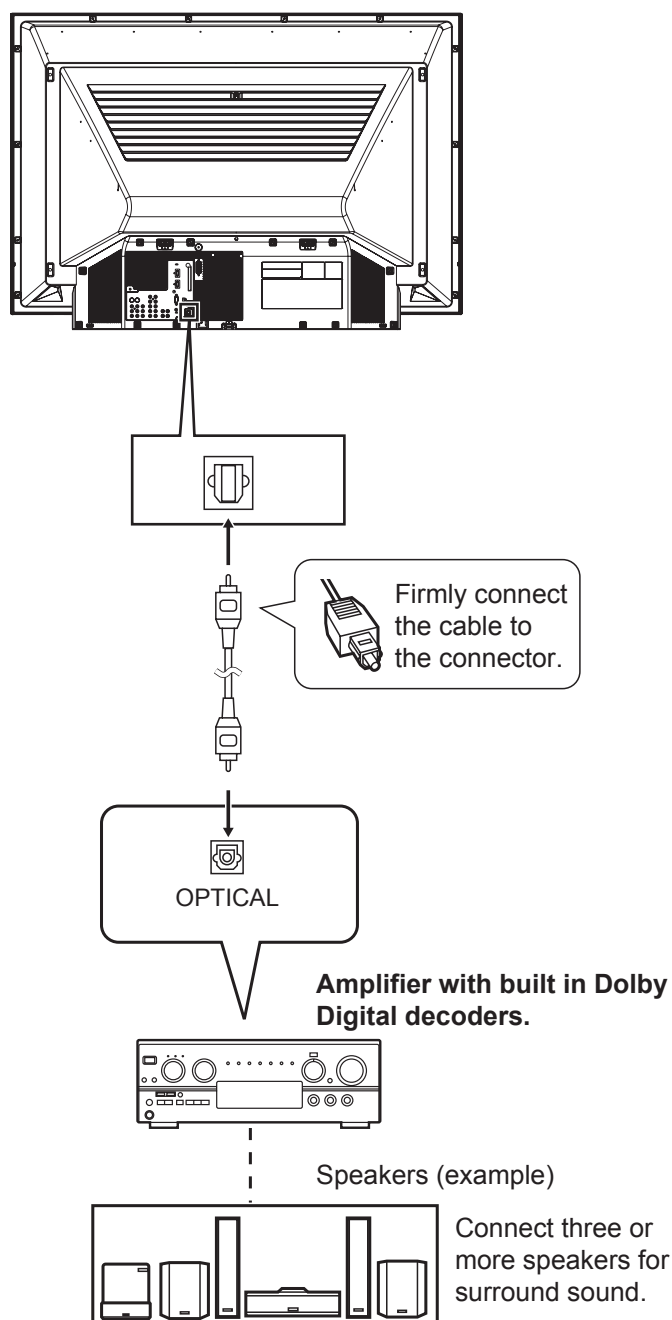 Firmly connect
the cable to
the connector.
OPTICAL
Amplifier with built in Dolby
Digital decoders.
Speakers (example)
Connect three or
more speakers for
surround sound.